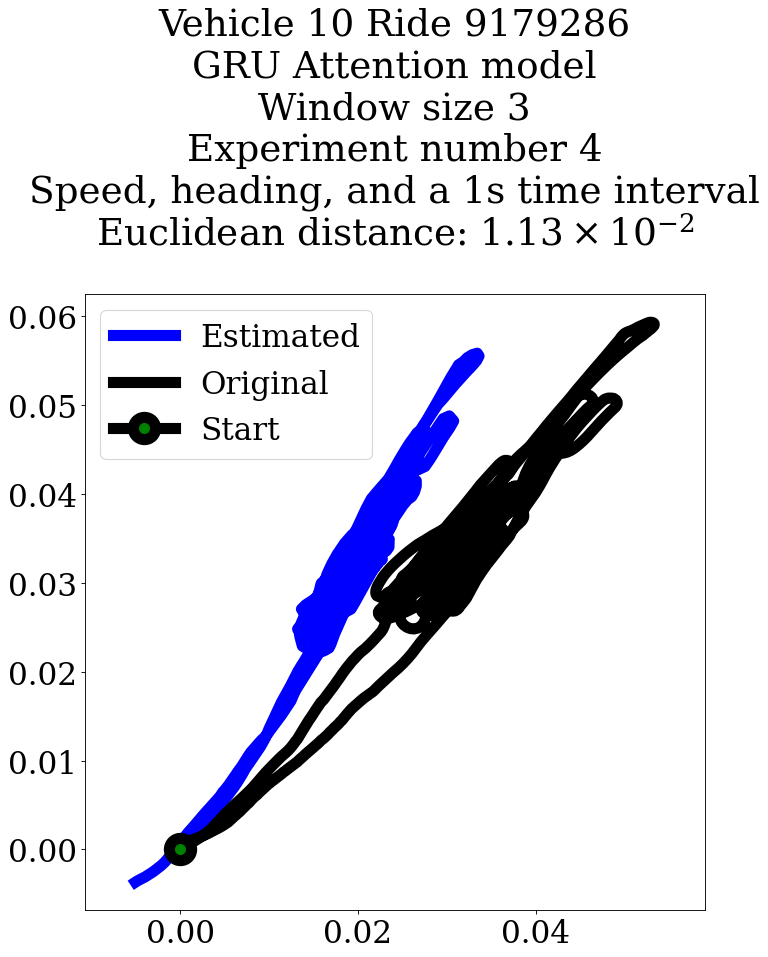 Vehicle 10 Ride 9179286
GRU Attention model
Window size 3
Experiment number 4
Speed, heading, and a 1s time interval
Euclidean distance: 1.13 × 10⁻²
Estimated
Original
Start
0.06
0.05
0.04
0.03
0.02
0.01
0.00
0.00 0.02 0.04